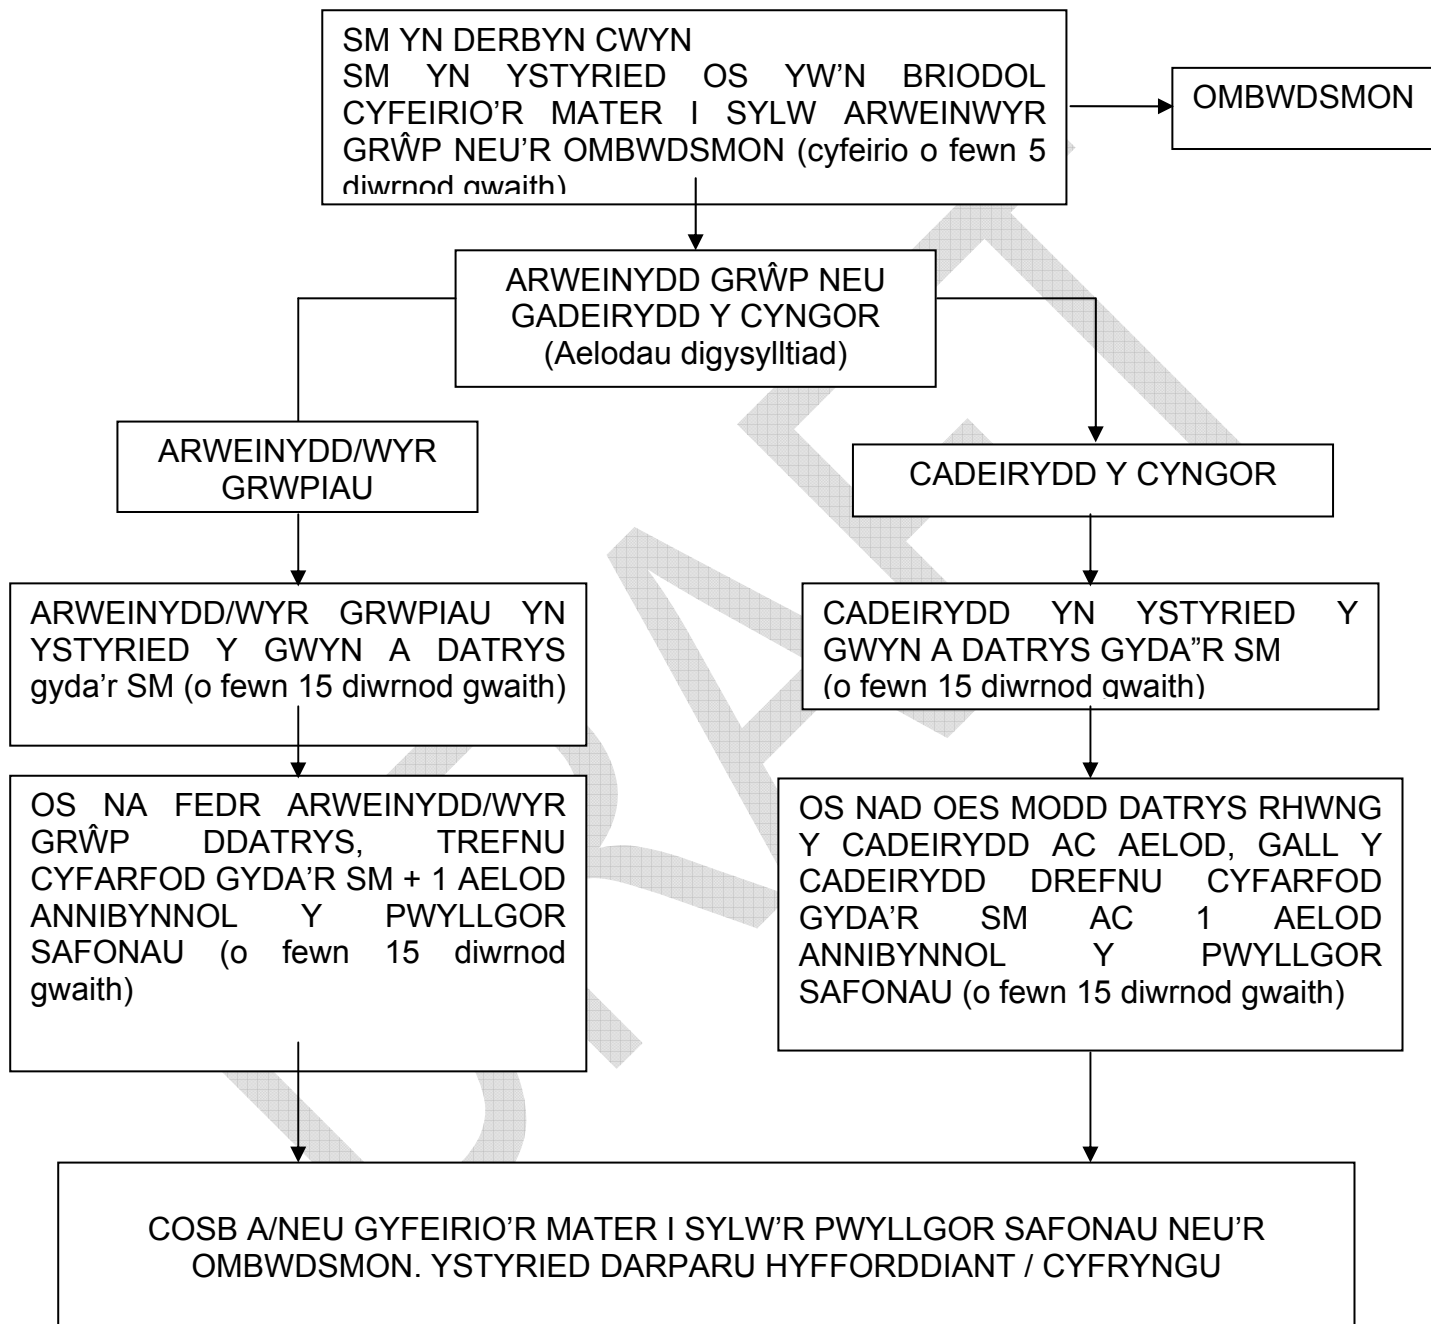 SM YN DERBYN CWYN
SM YN YSTYRIED OS YW’N BRIODOL
CYFEIRIO’R MATER I SYLW ARWEINWYR
GRŴP NEU’R OMBWDSMON (cyfeirio o fewn 5
diwrnod gwaith)
OMBWDSMON
ARWEINYDD GRŴP NEU
GADEIRYDD Y CYNGOR
(Aelodau digysylltiad)
ARWEINYDD/WYR
GRWPIAU
CADEIRYDD Y CYNGOR
ARWEINYDD/WYR GRWPIAU YN
YSTYRIED Y GWYN A DATRYS
gyda’r SM (o fewn 15 diwrnod gwaith)
CADEIRYDD YN YSTYRIED Y
GWYN A DATRYS GYDA”R SM
(o fewn 15 diwrnod gwaith)
OS NA FEDR ARWEINYDD/WYR
GRŴP DDATRYS, TREFNU
CYFARFOD GYDA’R SM + 1 AELOD
ANNIBYNNOL Y PWYLLGOR
SAFONAU (o fewn 15 diwrnod
gwaith)
OS NAD OES MODD DATRYS RHWNG
Y CADEIRYDD AC AELOD, GALL Y
CADEIRYDD DREFNU CYFARFOD
GYDA’R SM AC 1 AELOD
ANNIBYNNOL Y PWYLLGOR
SAFONAU (o fewn 15 diwrnod gwaith)
COSB A/NEU GYFEIRIO’R MATER I SYLW’R PWYLLGOR SAFONAU NEU’R
OMBWDSMON. YSTYRIED DARPARU HYFFORDDIANT / CYFRYNGU
DRAFT